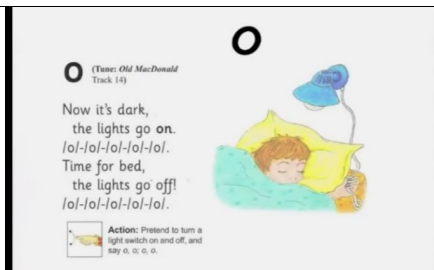 o
o (Tune: Old MacDonald
Track 14)
Now it's dark,
the lights go on.
/o/-/o/-/o/-/o/-/o/.
Time for bed,
the lights go off!
/o/-/o/-/o/-/o/-/o/.
Action: Pretend to turn a
light switch on and off, and
say o, o; o, o.